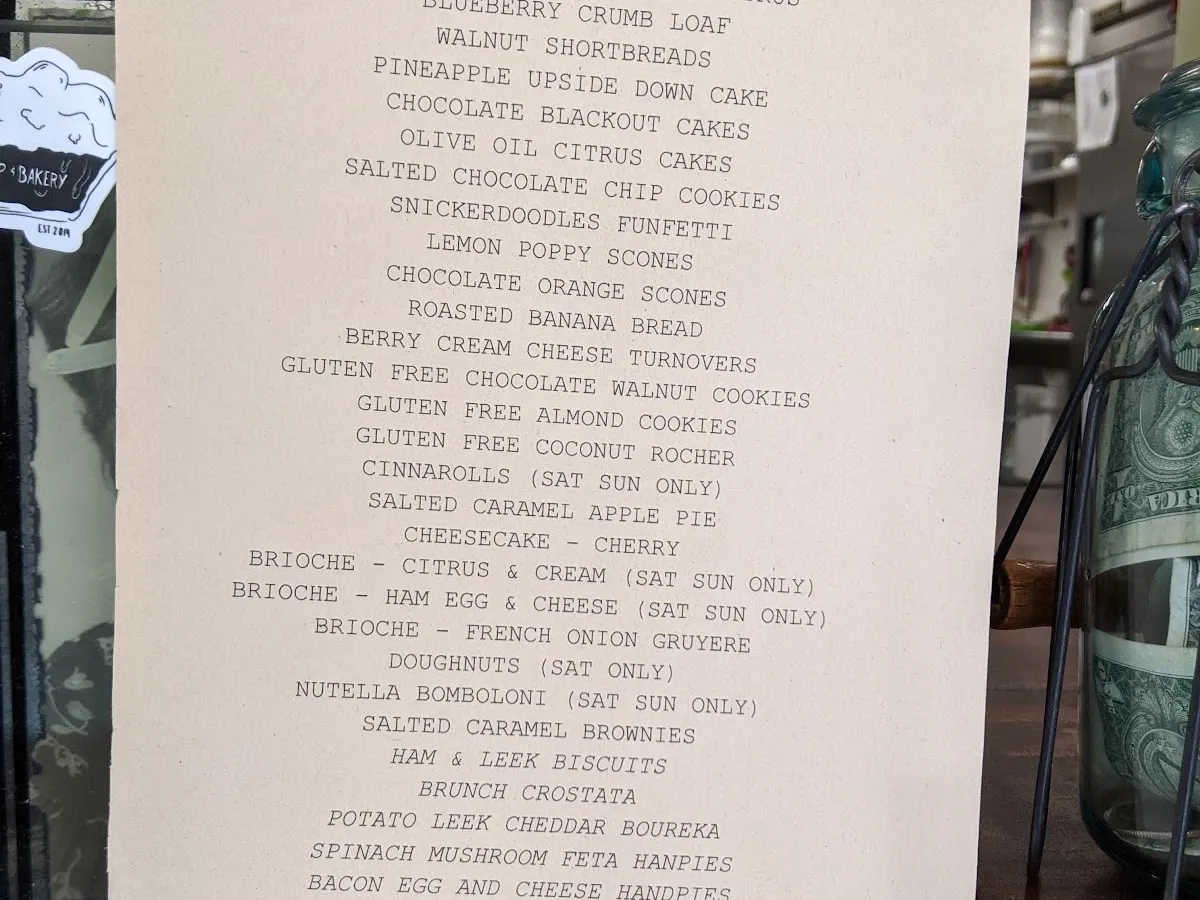 BLUEBERRY CRUMB LOAF
WALNUT SHORTBREADS
PINEAPPLE UPSIDE DOWN CAKE
CHOCOLATE BLACKOUT CAKES
OLIVE OIL CITRUS CAKES
SALTED CHOCOLATE CHIP COOKIES
SNICKERDOODLES FUNFETTI
LEMON POPPY SCONES
CHOCOLATE ORANGE SCONES
ROASTED BANANA BREAD
BERRY CREAM CHEESE TURNOVERS
GLUTEN FREE CHOCOLATE WALNUT COOKIES
GLUTEN FREE ALMOND COOKIES
GLUTEN FREE COCONUT ROCHER
CINNAROLLS (SAT SUN ONLY)
SALTED CARAMEL APPLE PIE
CHEESECAKE - CHERRY
BRIOCHE - CITRUS & CREAM (SAT SUN ONLY)
BRIOCHE - HAM EGG & CHEESE (SAT SUN ONLY)
BRIOCHE - FRENCH ONION GRUYERE
DOUGHNUTS (SAT ONLY)
NUTELLA BOMBOLONI (SAT SUN ONLY)
SALTED CARAMEL BROWNIES
HAM & LEEK BISCUITS
BRUNCH CROSTATA
POTATO LEEK CHEDDAR BOUREKA
SPINACH MUSHROOM FETA HANPIES
BACON EGG AND CHEESE HANDPIES
BAKERY
EST 2019